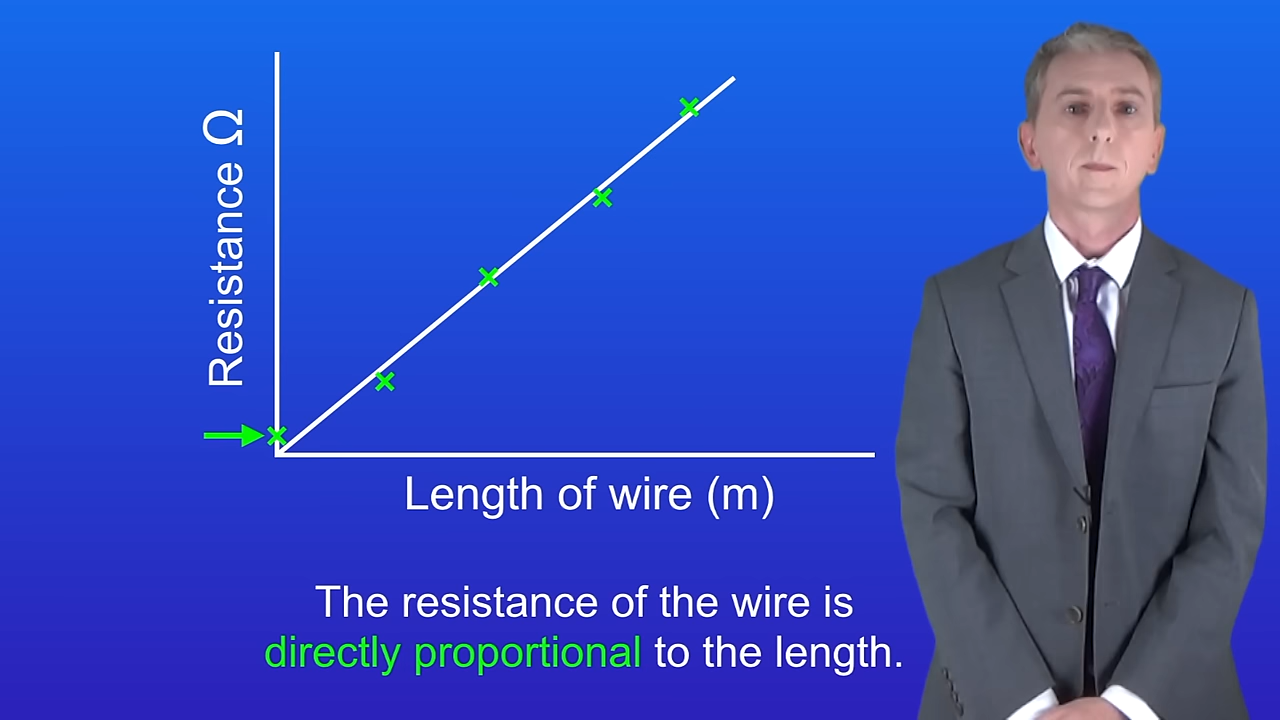 Resistance Ω
Length of wire (m)
The resistance of the wire is
directly proportional to the length.